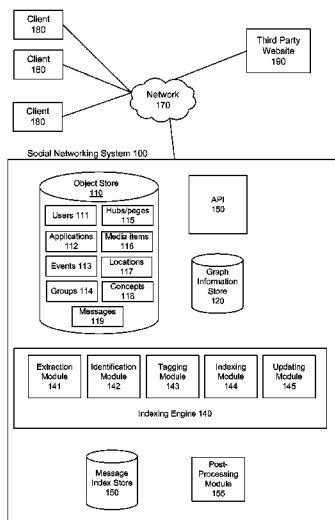 Client
180
Client
180
Client
180
Third Party
Website
190
Network
170
Social Networking System 100
Object Store
110
Users 111
Hubs/pages
115
Applications
112
Media items
116
Events 113
Locations
117
Groups 114
Concepts
118
Messages
119
API
150
Graph
Information
Store
120
Extraction
Module
141
Identification
Module
142
Tagging
Module
143
Indexing
Module
144
Updating
Module
145
Indexing Engine 140
Message
Index Store
150
Post-
Processing
Module
155